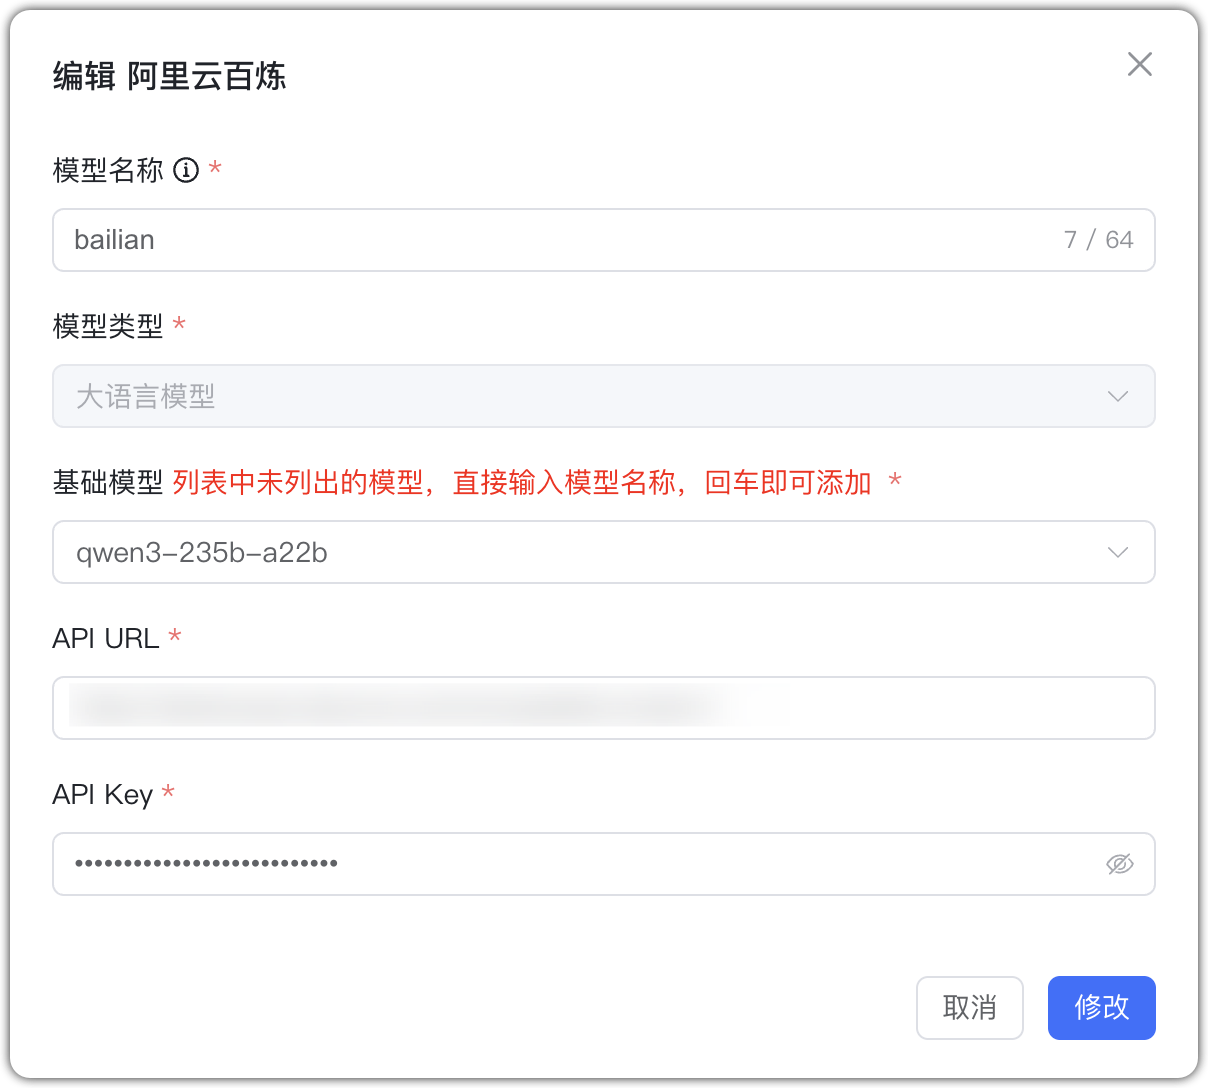 编辑 阿里云百炼
模型名称 *
bailian 7 / 64
模型类型 *
大语言模型
基础模型 列表中未列出的模型，直接输入模型名称，回车即可添加 *
qwen3-235b-a22b
API URL *
API Key *
•••••••••••••••••••••••••••
取消 修改